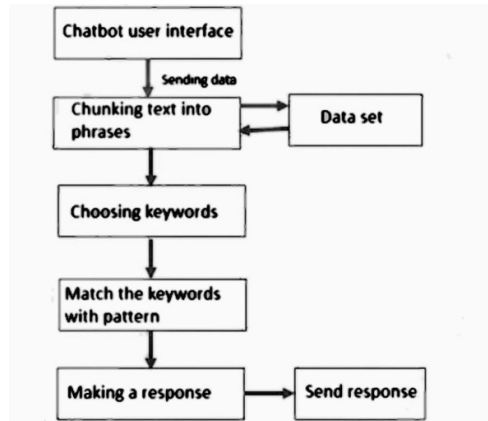 Chatbot user interface
Sending data
Chunking text into
phrases
Data set
Choosing keywords
Match the keywords
with pattern
Making a response
Send response